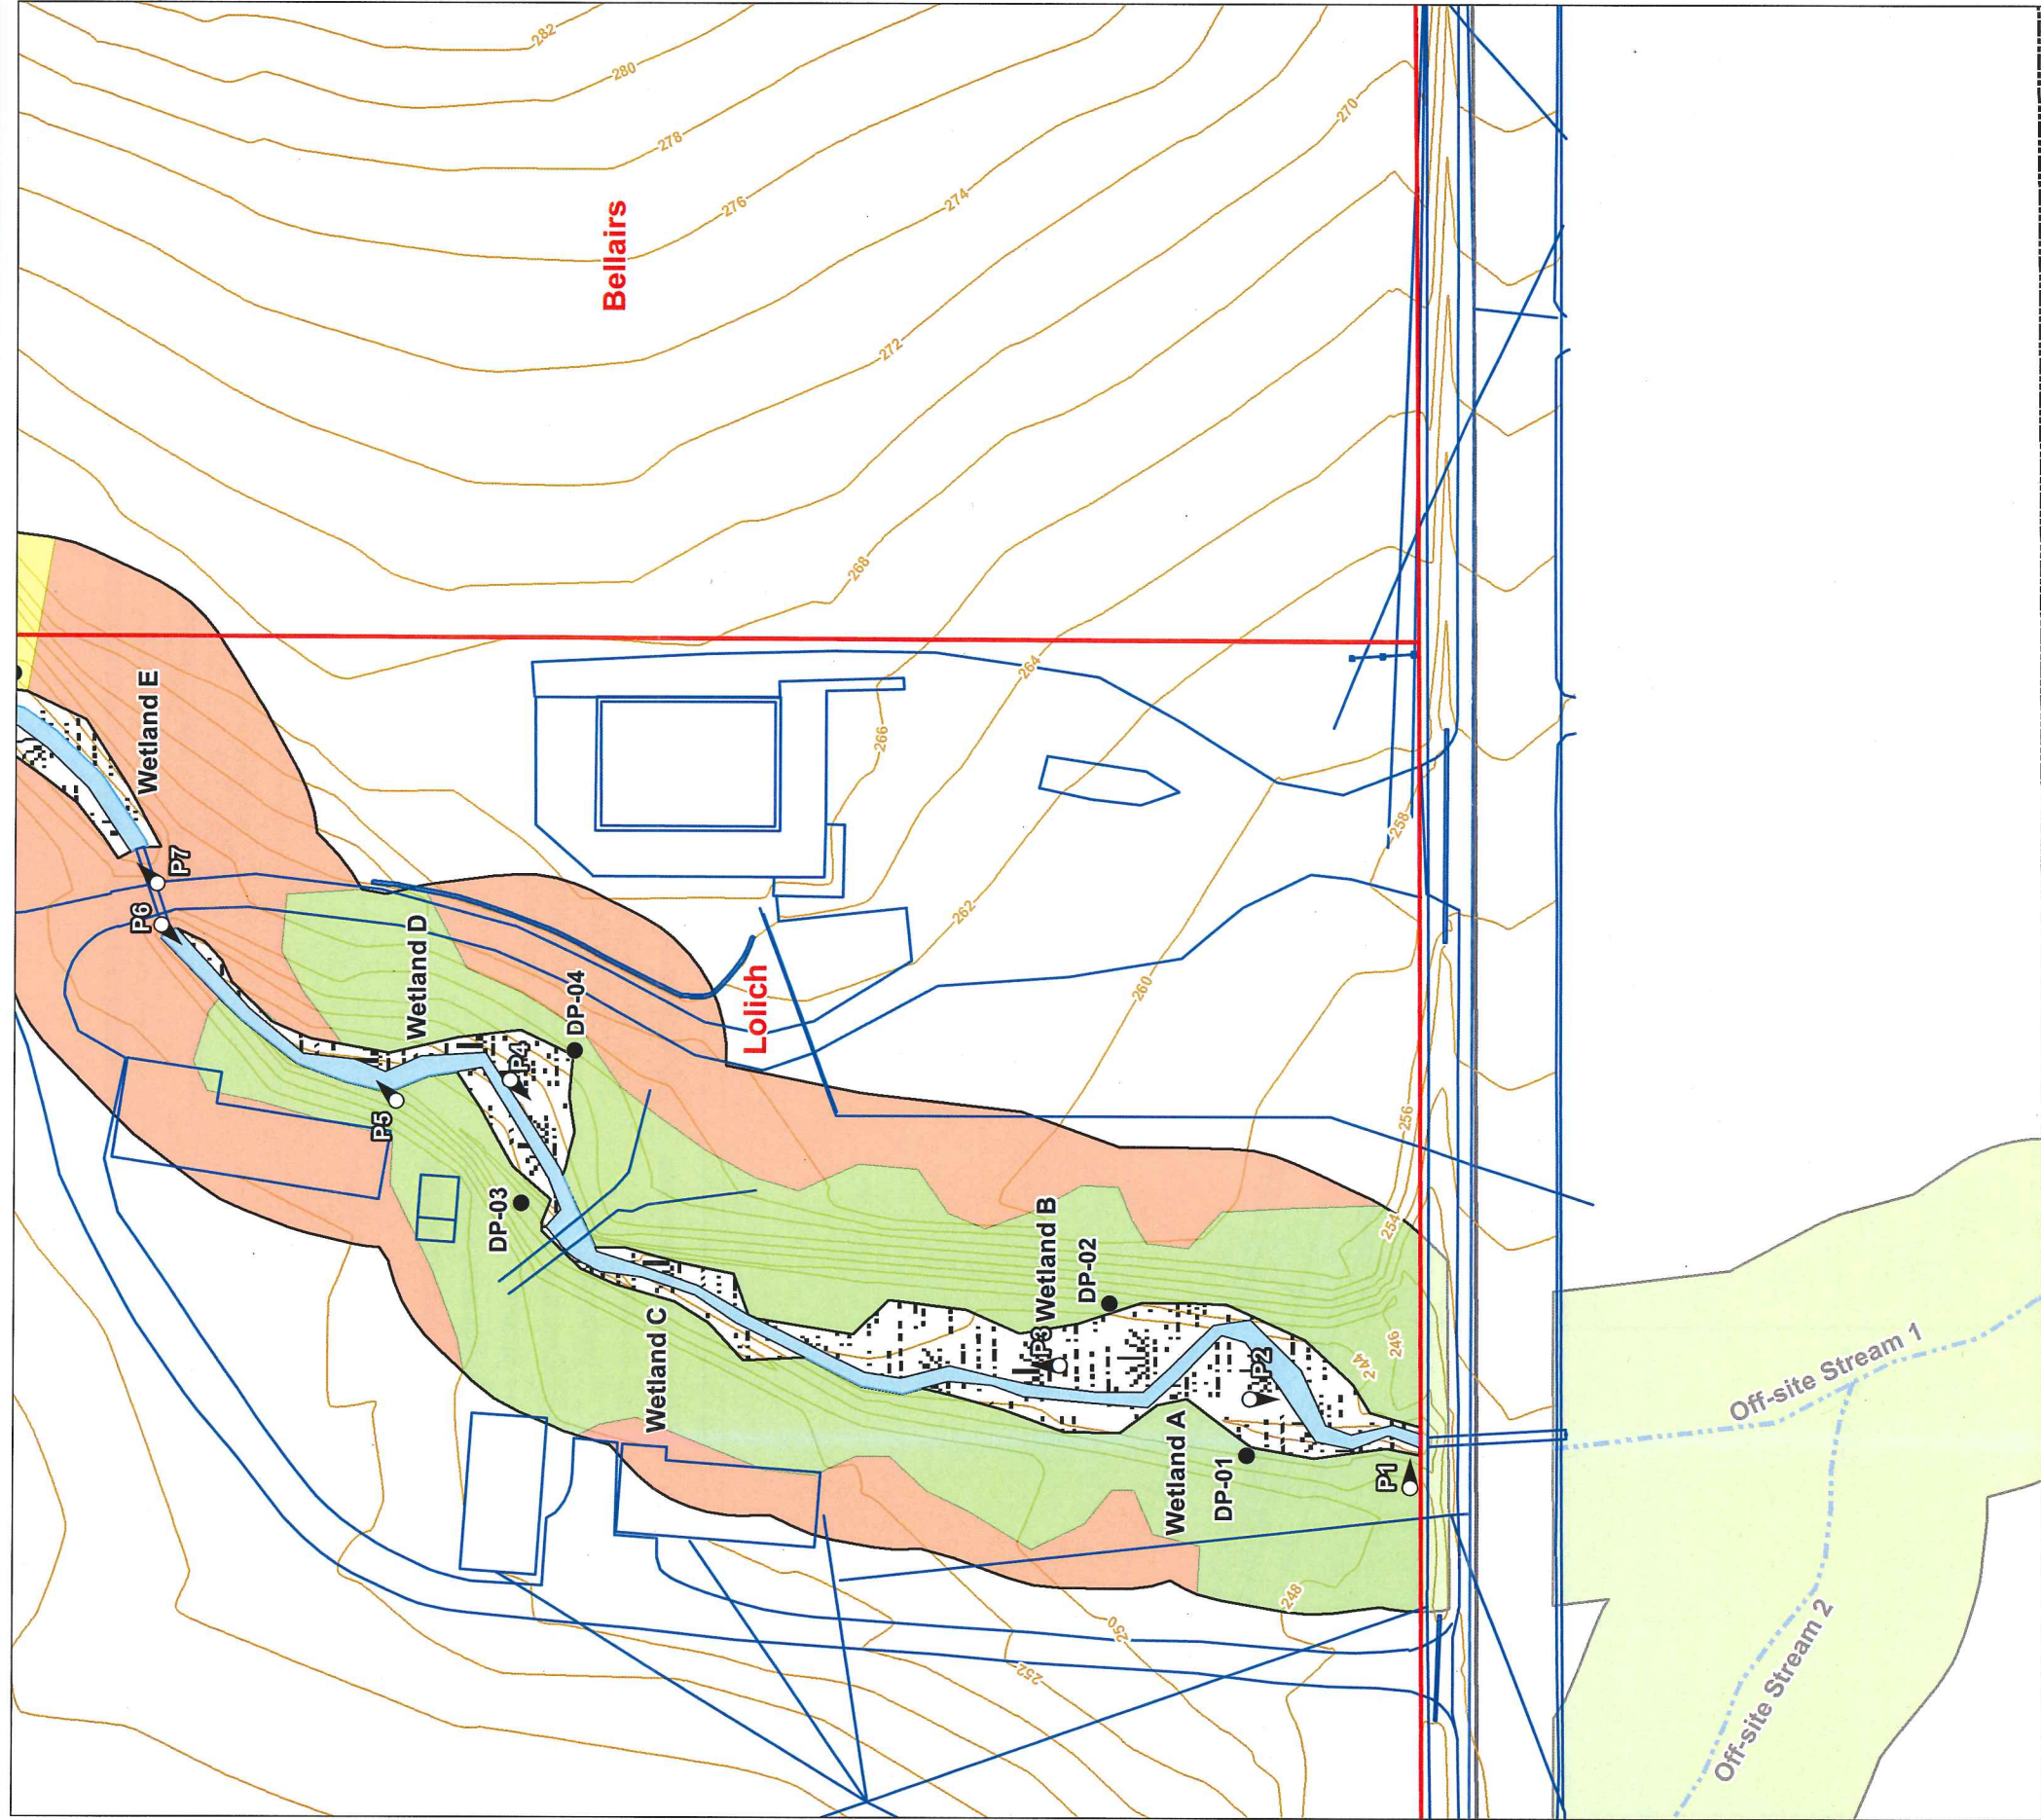 282
280
278
276
274
270
272
268
264
266
262
260
258
256
254
246
244
248
250
252
Bellairs
Lolich
Wetland E
P7
P6
Wetland D
DP-04
P4
P5
DP-03
Wetland C
Wetland B
P3
DP-02
P2
Wetland A
DP-01
P1
Off-site Stream 1
Off-site Stream 2